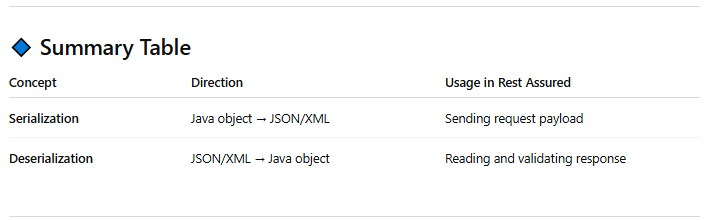 🔷 Summary Table
Concept Direction Usage in Rest Assured
Serialization Java object → JSON/XML Sending request payload
Deserialization JSON/XML → Java object Reading and validating response